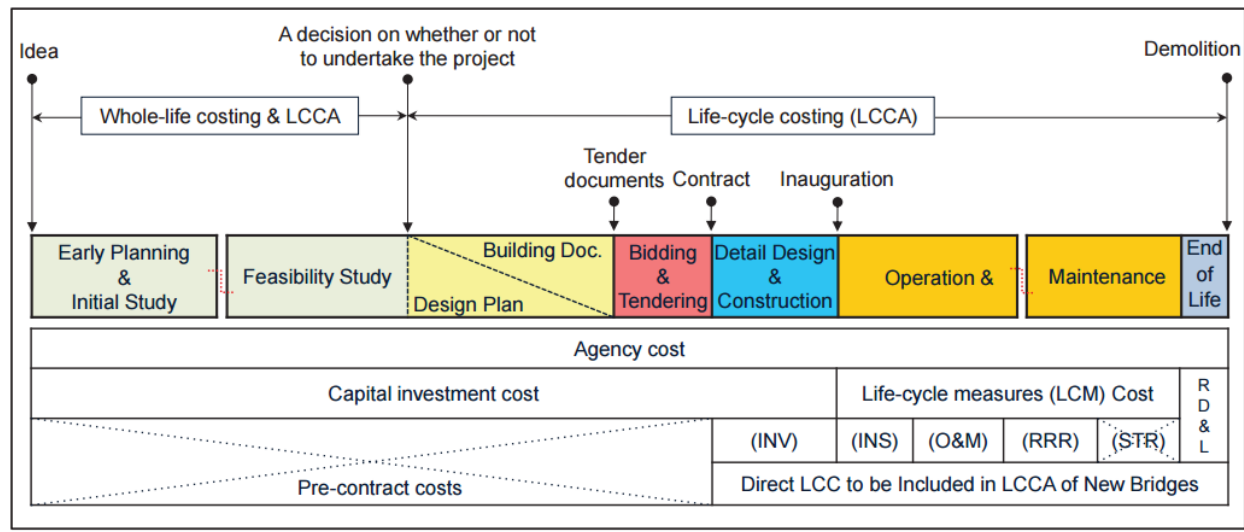 Idea
A decision on whether or not
to undertake the project
Demolition
Whole-life costing & LCCA
Life-cycle costing (LCCA)
Tender
documents
Contract
Inauguration
Early Planning
&
Initial Study
Feasibility Study
Building Doc.
Design Plan
Bidding
&
Tendering
Detail Design
&
Construction
Operation &
Maintenance
End
of
Life
Agency cost
Capital investment cost
Life-cycle measures (LCM) Cost
R
D
&
L
(INV)
(INS)
(O&M)
(RRR)
(STR)
Pre-contract costs
Direct LCC to be Included in LCCA of New Bridges